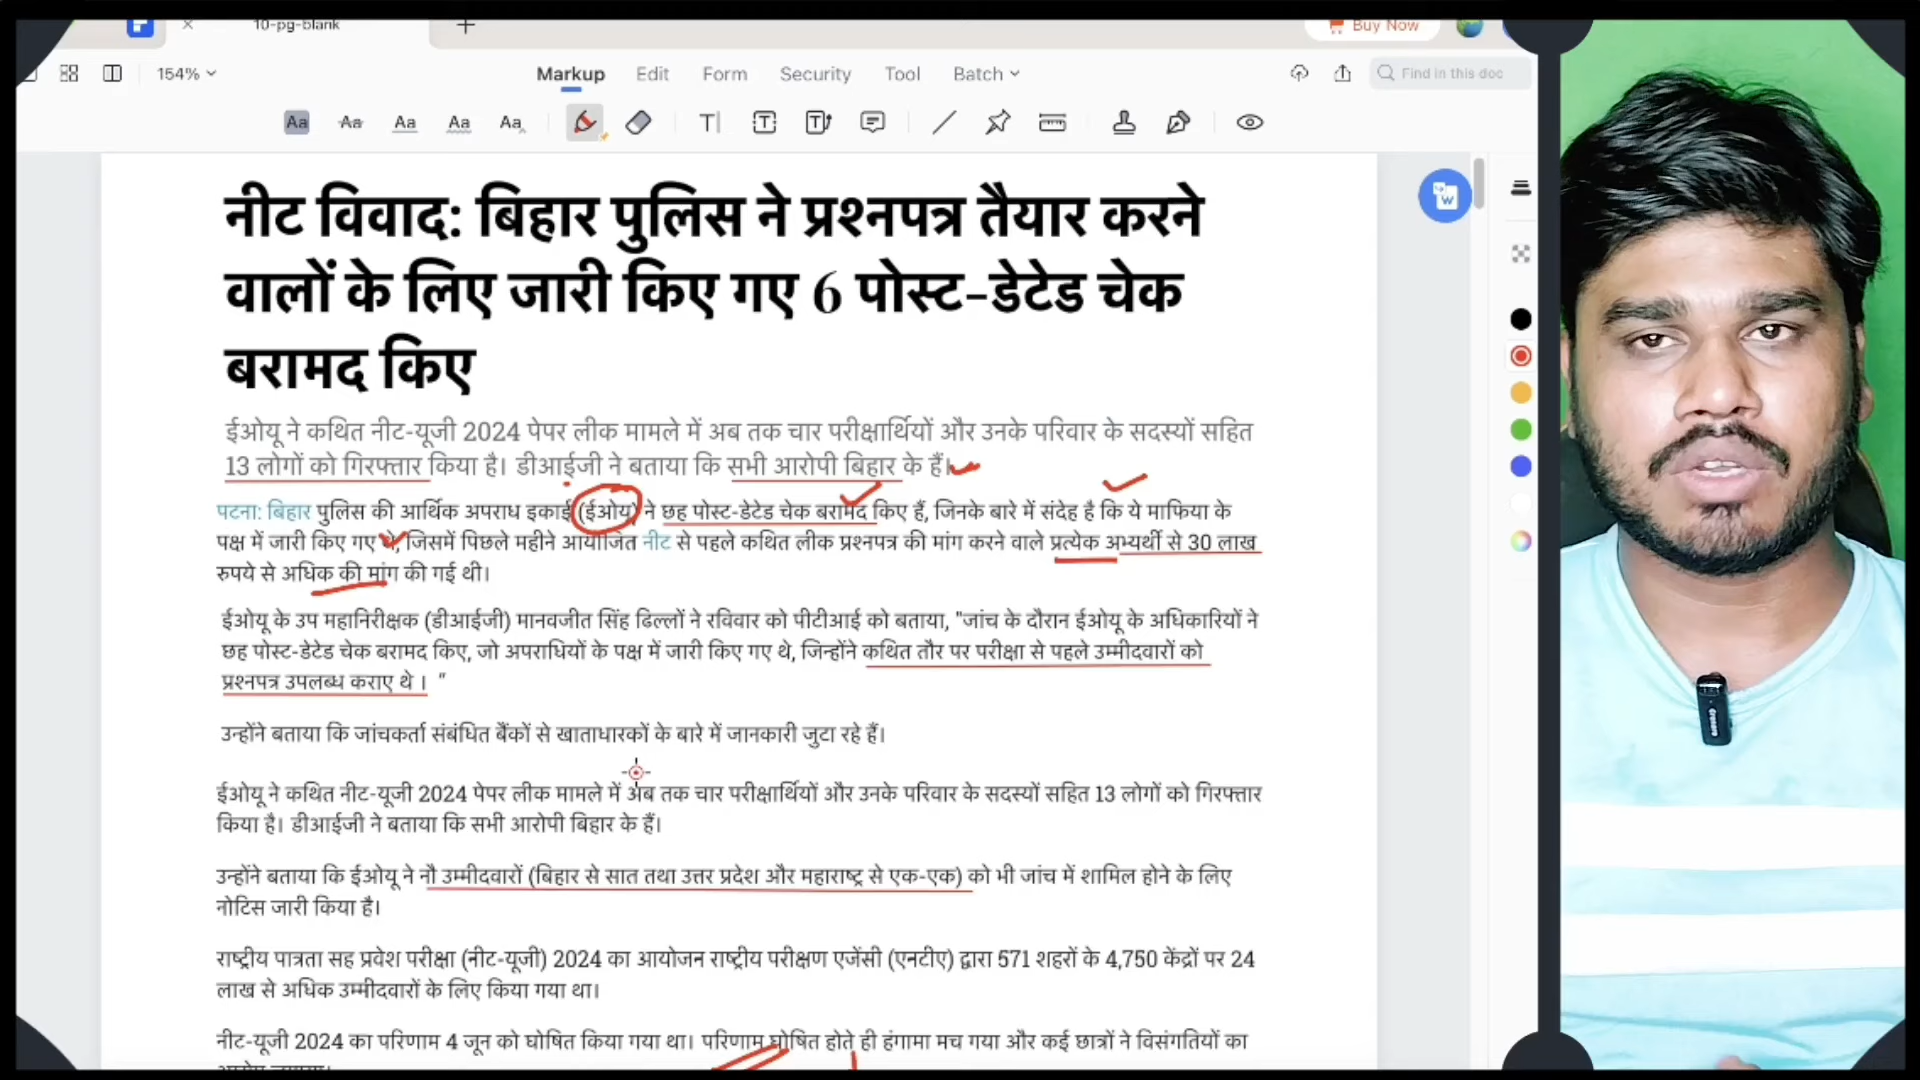 10-pg-blank
Buy Now
154%
Markup Edit Form Security Tool Batch
Find in this doc
Aa Aa Aa Aa Aa
नीट विवाद: बिहार पुलिस ने प्रश्नपत्र तैयार करने
वालों के लिए जारी किए गए 6 पोस्ट-डेटेड चेक
बरामद किए
ईओयू ने कथित नीट-यूजी 2024 पेपर लीक मामले में अब तक चार परीक्षार्थियों और उनके परिवार के सदस्यों सहित
13 लोगों को गिरफ्तार किया है। डीआईजी ने बताया कि सभी आरोपी बिहार के हैं।
पटना: बिहार पुलिस की आर्थिक अपराध इकाई (ईओयू) ने छह पोस्ट-डेटेड चेक बरामद किए हैं, जिनके बारे में संदेह है कि ये माफिया के
पक्ष में जारी किए गए थे, जिसमें पिछले महीने आयोजित नीट से पहले कथित लीक प्रश्नपत्र की मांग करने वाले प्रत्येक अभ्यर्थी से 30 लाख
रुपये से अधिक की मांग की गई थी।
ईओयू के उप महानिरीक्षक (डीआईजी) मानवजीत सिंह ढिल्लों ने रविवार को पीटीआई को बताया, "जांच के दौरान ईओयू के अधिकारियों ने
छह पोस्ट-डेटेड चेक बरामद किए, जो अपराधियों के पक्ष में जारी किए गए थे, जिन्होंने कथित तौर पर परीक्षा से पहले उम्मीदवारों को
प्रश्नपत्र उपलब्ध कराए थे। "
उन्होंने बताया कि जांचकर्ता संबंधित बैंकों से खाताधारकों के बारे में जानकारी जुटा रहे हैं।
ईओयू ने कथित नीट-यूजी 2024 पेपर लीक मामले में अब तक चार परीक्षार्थियों और उनके परिवार के सदस्यों सहित 13 लोगों को गिरफ्तार
किया है। डीआईजी ने बताया कि सभी आरोपी बिहार के हैं।
उन्होंने बताया कि ईओयू ने नौ उम्मीदवारों (बिहार से सात तथा उत्तर प्रदेश और महाराष्ट्र से एक-एक) को भी जांच में शामिल होने के लिए
नोटिस जारी किया है।
राष्ट्रीय पात्रता सह प्रवेश परीक्षा (नीट-यूजी) 2024 का आयोजन राष्ट्रीय परीक्षण एजेंसी (एनटीए) द्वारा 571 शहरों के 4,750 केंद्रों पर 24
लाख से अधिक उम्मीदवारों के लिए किया गया था।
नीट-यूजी 2024 का परिणाम 4 जून को घोषित किया गया था। परिणाम घोषित होते ही हंगामा मच गया और कई छात्रों ने विसंगतियों का